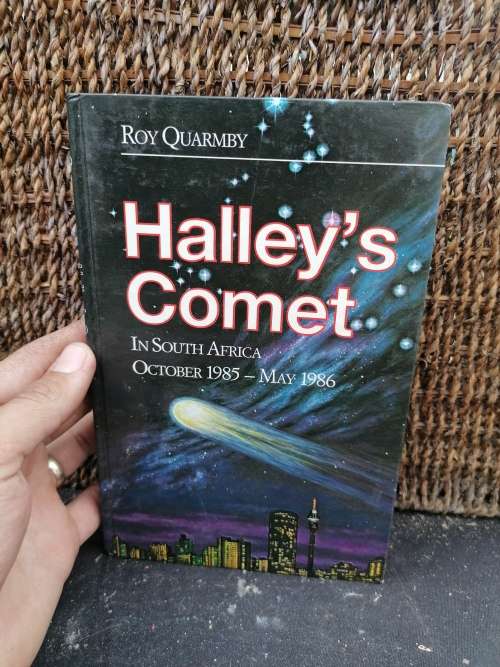 ROY QUARMBY
Halley's
Comet
IN SOUTH AFRICA
OCTOBER 1985 – MAY 1986